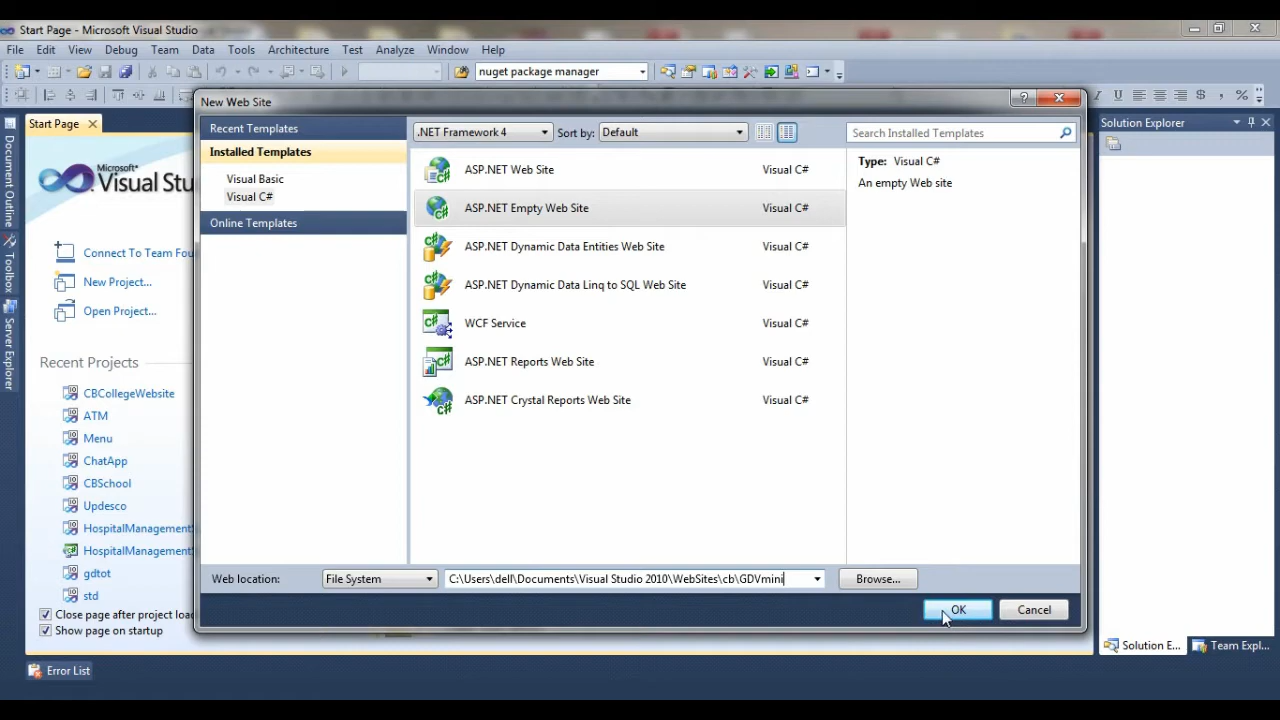 Start Page - Microsoft Visual Studio
File Edit View Debug Team Data Tools Architecture Test Analyze Window Help
nuget package manager
New Web Site
Start Page
Recent Templates
Installed Templates
Visual Basic
Visual C#
Online Templates
.NET Framework 4 Sort by: Default
Search Installed Templates
ASP.NET Web Site Visual C#
ASP.NET Empty Web Site Visual C#
ASP.NET Dynamic Data Entities Web Site Visual C#
ASP.NET Dynamic Data Linq to SQL Web Site Visual C#
WCF Service Visual C#
ASP.NET Reports Web Site Visual C#
ASP.NET Crystal Reports Web Site Visual C#
Type: Visual C#
An empty Web site
Web location: File System C:\Users\dell\Documents\Visual Studio 2010\WebSites\cb\GDVmini Browse...
OK Cancel
Document Outline
Toolbox
Server Explorer
Microsoft®
Visual Stu
Connect To Team Fou
New Project...
Open Project...
Recent Projects
CBCollegeWebsite
ATM
Menu
ChatApp
CBSchool
Updesco
HospitalManagementS
HospitalManagementS
gdtot
std
Close page after project load
Show page on startup
Error List
Solution Explorer
Solution E... Team Expl...